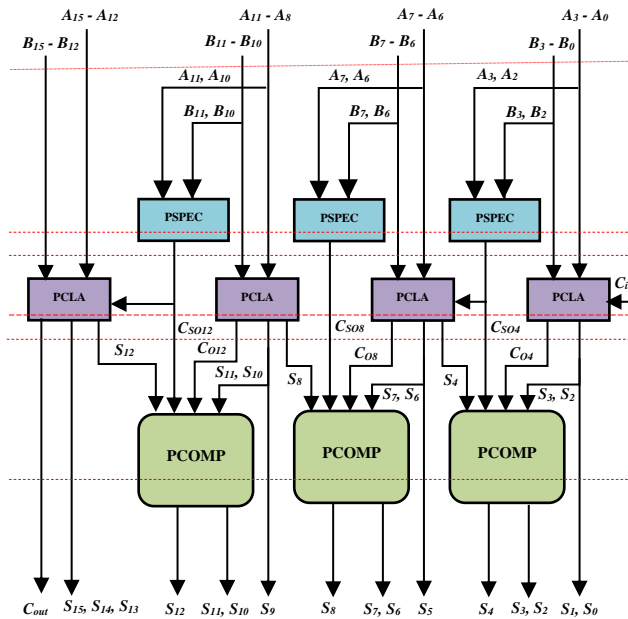 A15 - A12 A11 - A8 A7 - A6 A3 - A0
B15 - B12 B11 - B10 B7 - B6 B3 - B0
A11, A10 A7, A6 A3, A2
B11, B10 B7, B6 B3, B2
PSPEC PSPEC PSPEC
PCLA PCLA PCLA PCLA Ci
CSO12 CSO8 CSO4
S12 CO12 CO8 CO4
S11, S10 S8 S7, S6 S4 S3, S2
PCOMP PCOMP PCOMP
Cout S15, S14, S13 S12 S11, S10 S9 S8 S7, S6 S5 S4 S3, S2 S1, S0